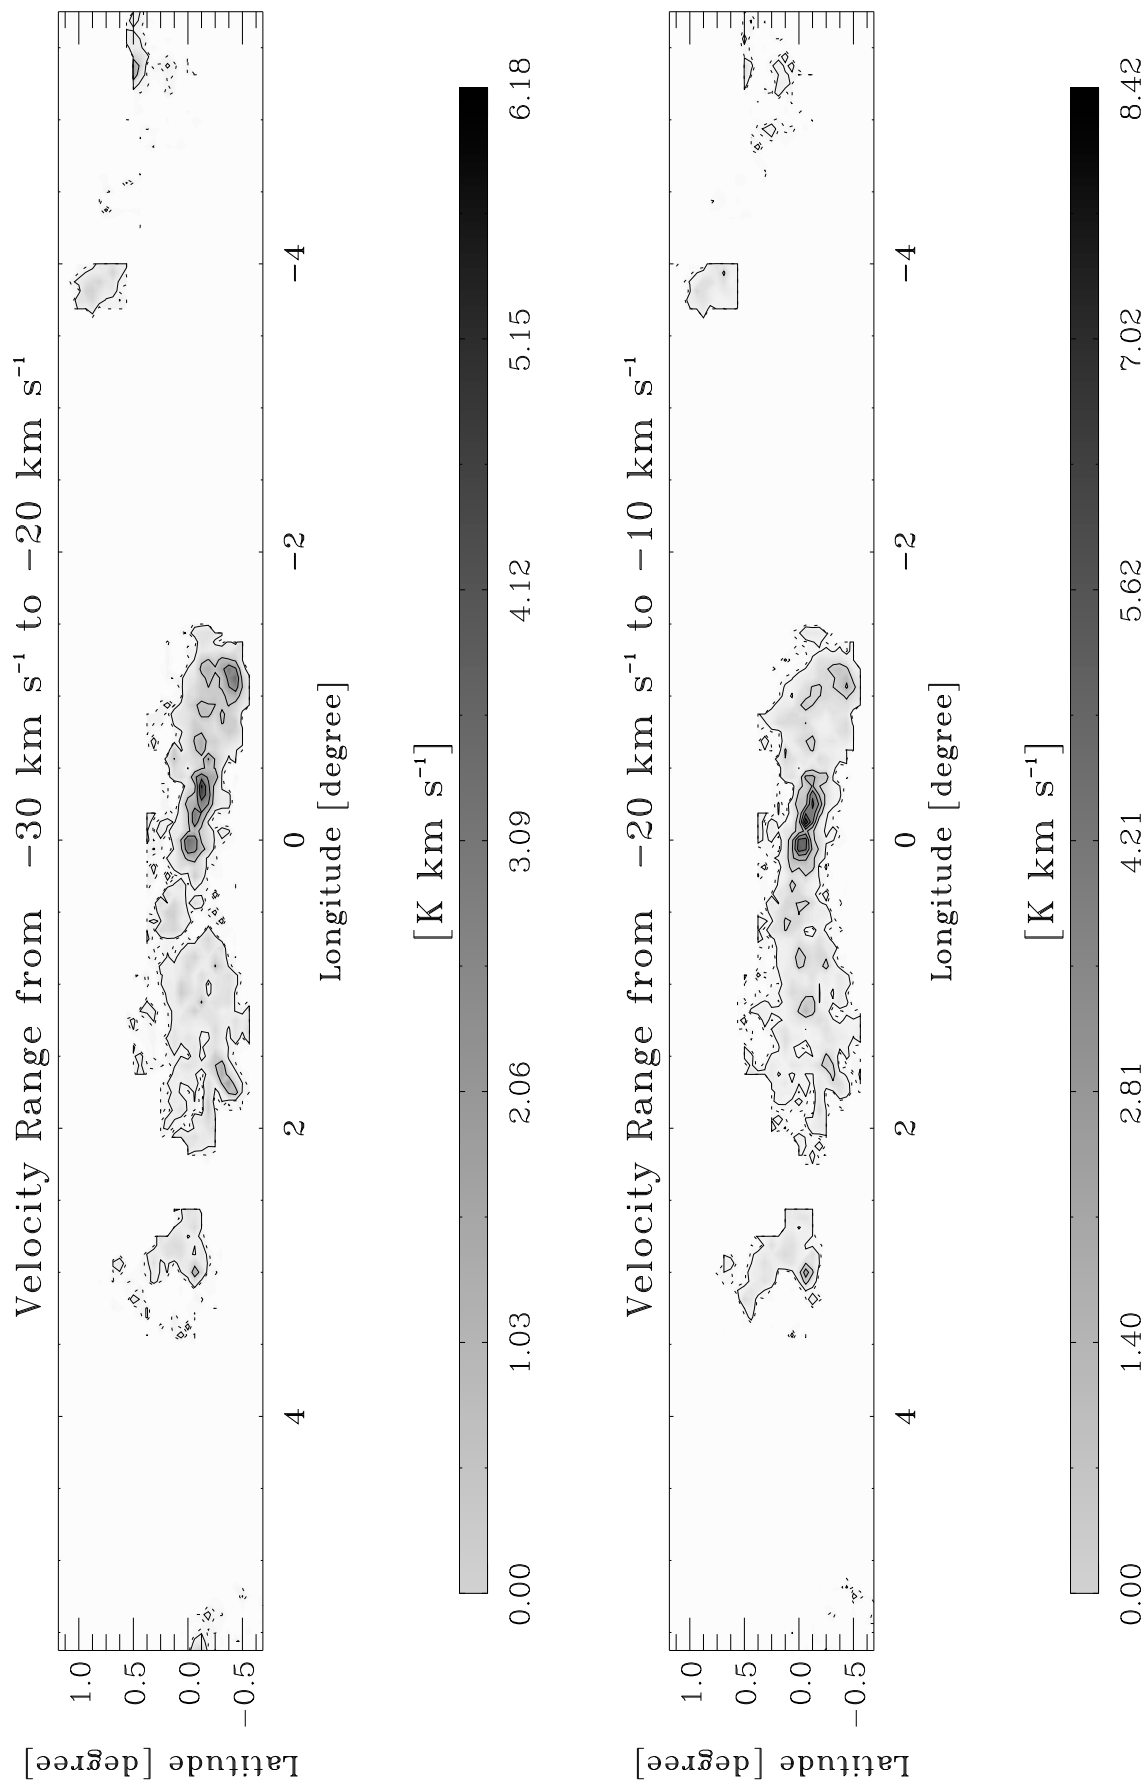 Velocity Range from −30 km s⁻¹ to −20 km s⁻¹
Latitude [degree]
1.0
0.5
0.0
−0.5
4
2
0
−2
−4
Longitude [degree]
[K km s⁻¹]
0.00 1.03 2.06 3.09 4.12 5.15 6.18
Velocity Range from −20 km s⁻¹ to −10 km s⁻¹
Latitude [degree]
1.0
0.5
0.0
−0.5
4
2
0
−2
−4
Longitude [degree]
[K km s⁻¹]
0.00 1.40 2.81 4.21 5.62 7.02 8.42